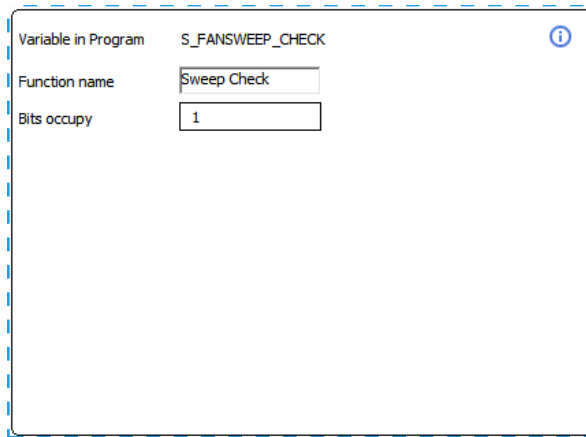 Variable in Program S_FANSWEEP_CHECK
Function name Sweep Check
Bits occupy 1